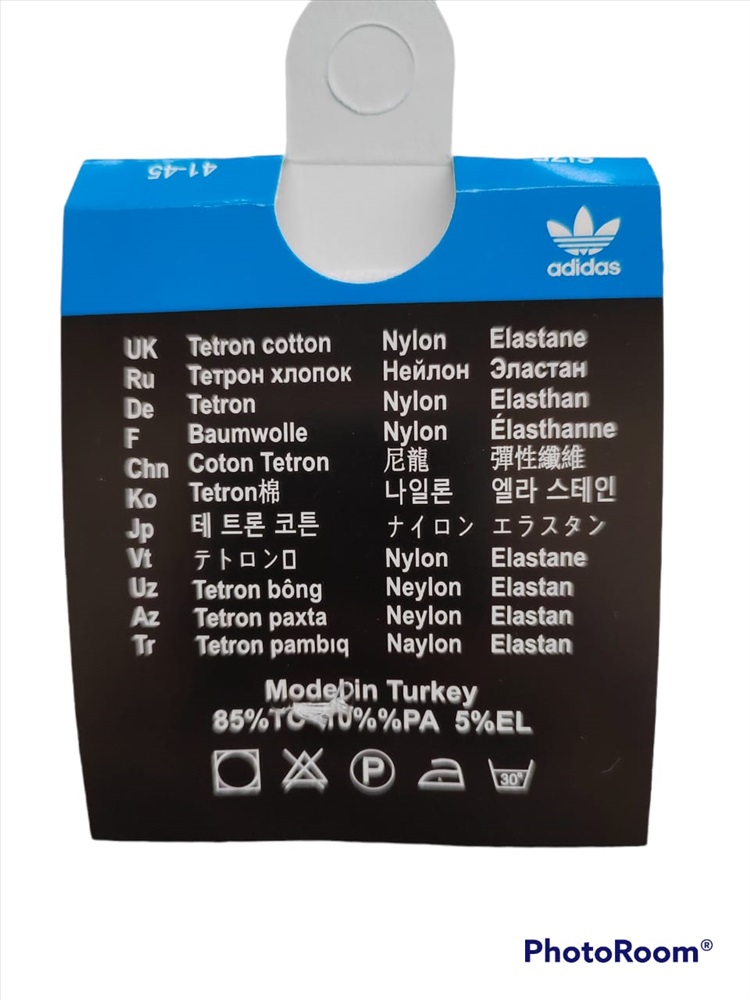 41-45 SIZE
adidas
UK Tetron cotton Nylon Elastane
Ru Тетрон хлопок Нейлон Эластан
De Tetron Nylon Elasthan
F Baumwolle Nylon Élasthanne
Chn Coton Tetron 尼龍 彈性纖維
Ko Tetron棉 나일론 엘라 스테인
Jp 테 트론 코튼 ナイロン エラスタン
Vt テトロン口 Nylon Elastane
Uz Tetron bông Neylon Elastan
Az Tetron paxta Neylon Elastan
Tr Tetron pambıq Naylon Elastan
in Turkey
85%TC 10%%PA 5%EL
P 30°
PhotoRoom®